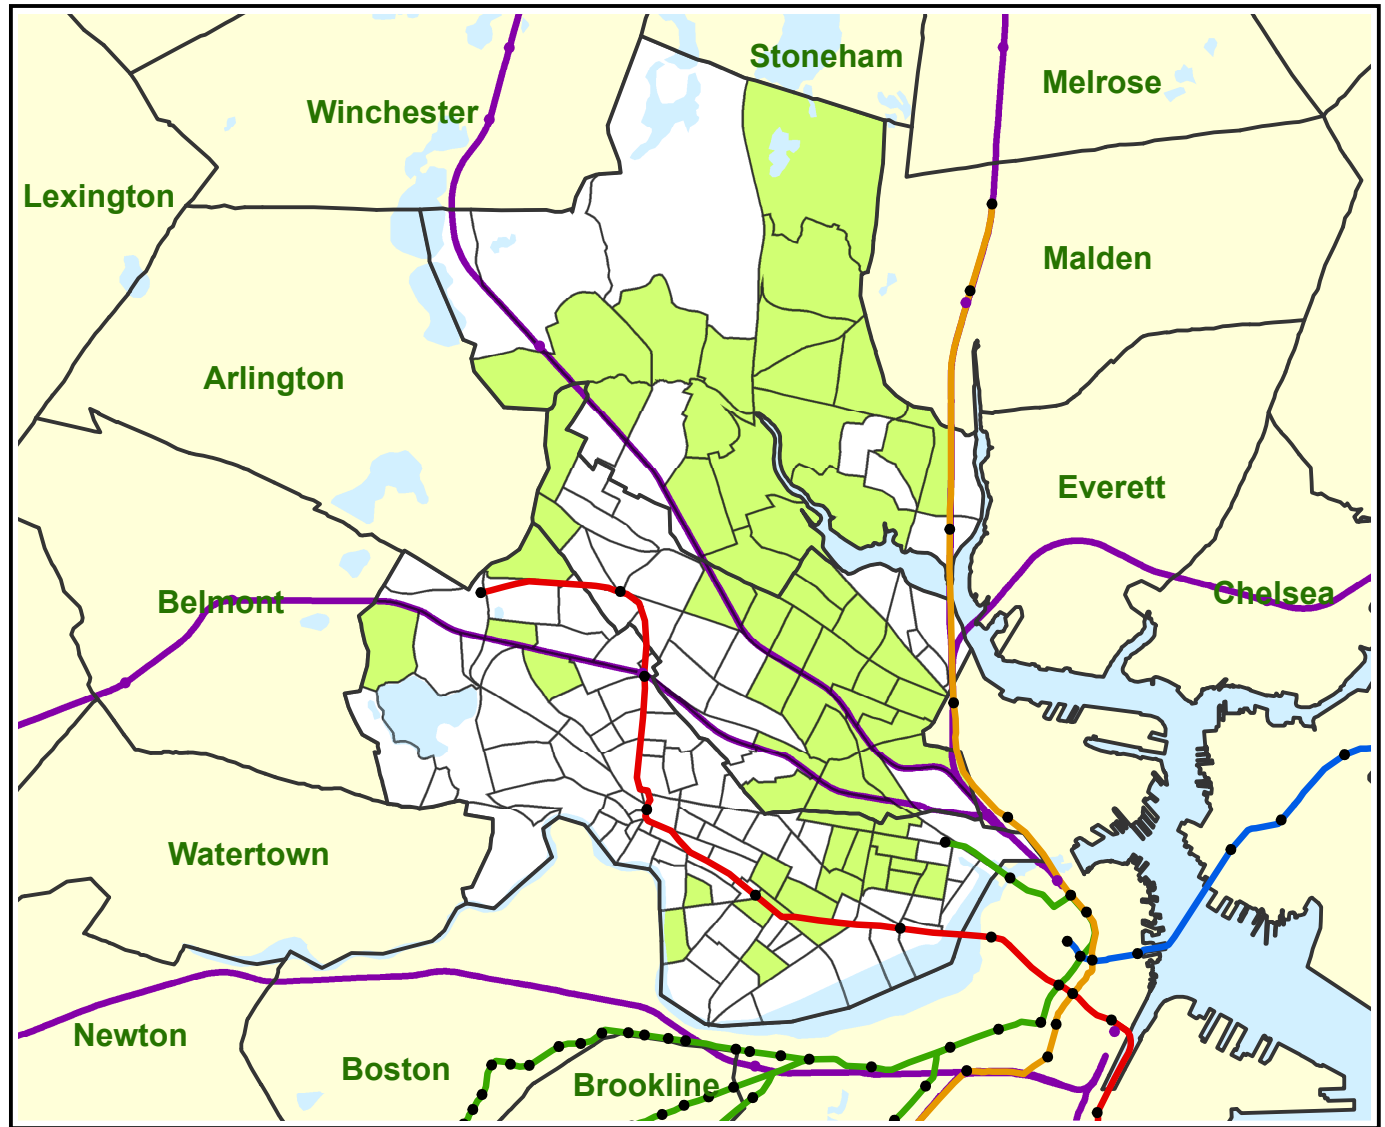 Stoneham
Melrose
Winchester
Lexington
Malden
Arlington
Everett
Belmont
Chelsea
Watertown
Newton
Boston
Brookline